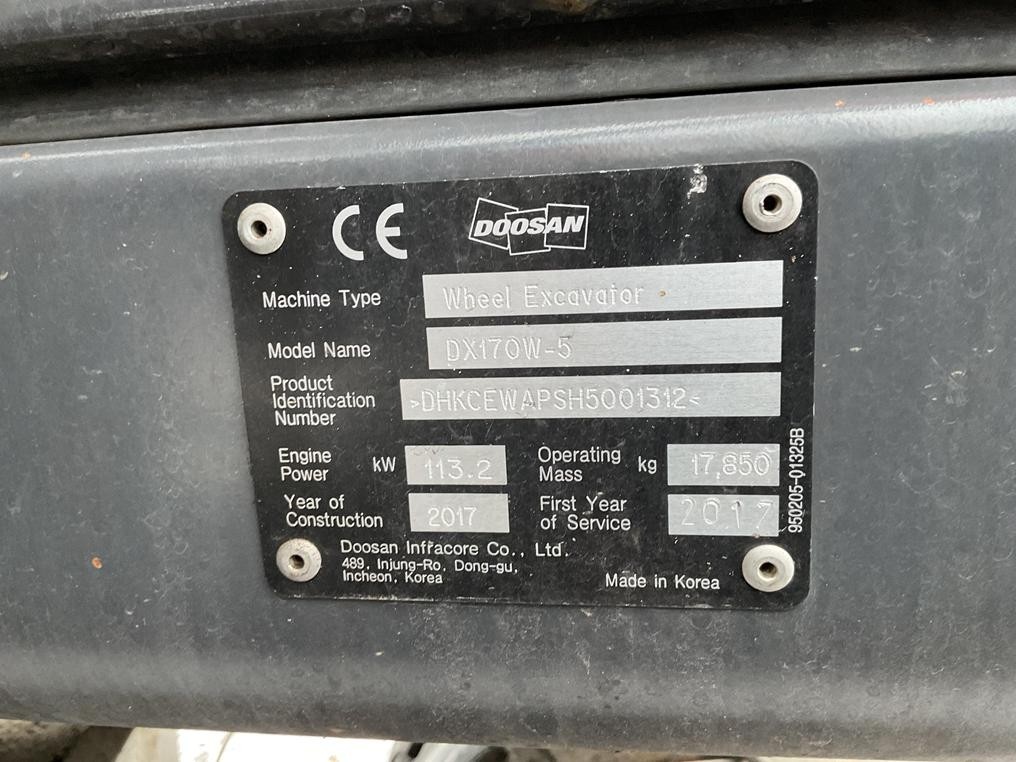 CE DOOSAN
Machine Type Wheel Excavator
Model Name DX170W-5
Product
Identification
Number >DHKCEWAPSH5001312<
Engine
Power kW 113.2 Operating
Mass kg 17,850
Year of
Construction 2017 First Year
of Service 2017
Doosan Infracore Co., Ltd.
489, Injung-Ro, Dong-gu,
Incheon, Korea
Made in Korea
950205-01325B